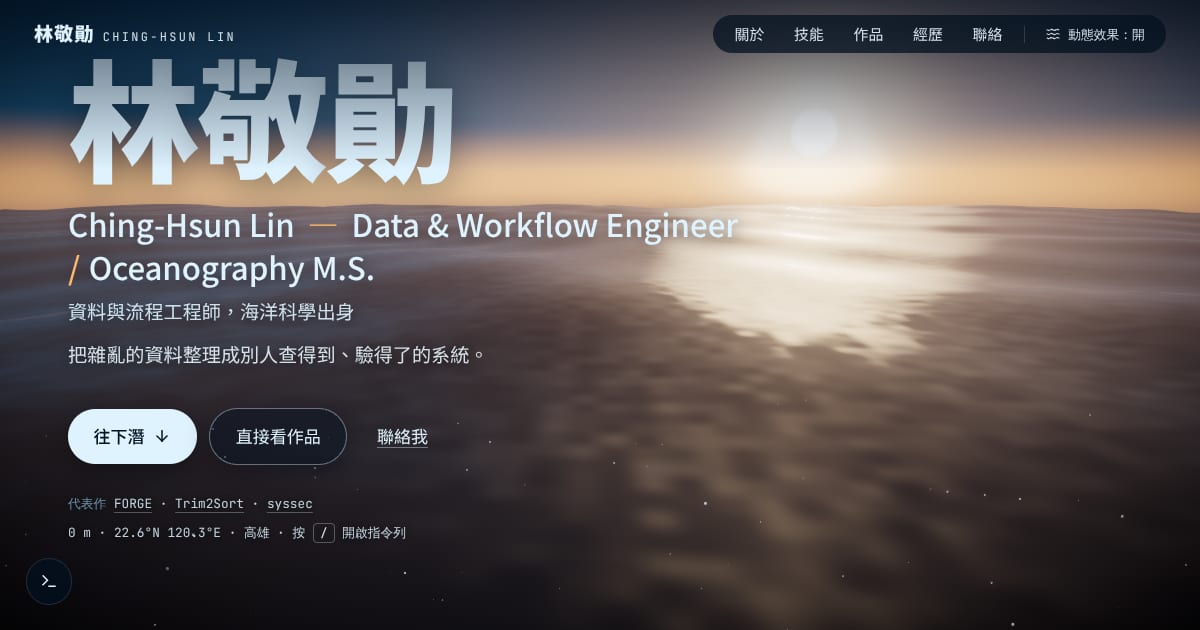 林敬勛 CHING-HSUN LIN
關於 技能 作品 經歷 聯絡 動態效果：開
林敬勛
Ching-Hsun Lin — Data & Workflow Engineer
/ Oceanography M.S.
資料與流程工程師，海洋科學出身
把雜亂的資料整理成別人查得到、驗得了的系統。
往下潛 ↓ 直接看作品 聯絡我
代表作 FORGE · Trim2Sort · syssec
0 m · 22.6°N 120.3°E · 高雄 · 按 / 開啟指令列